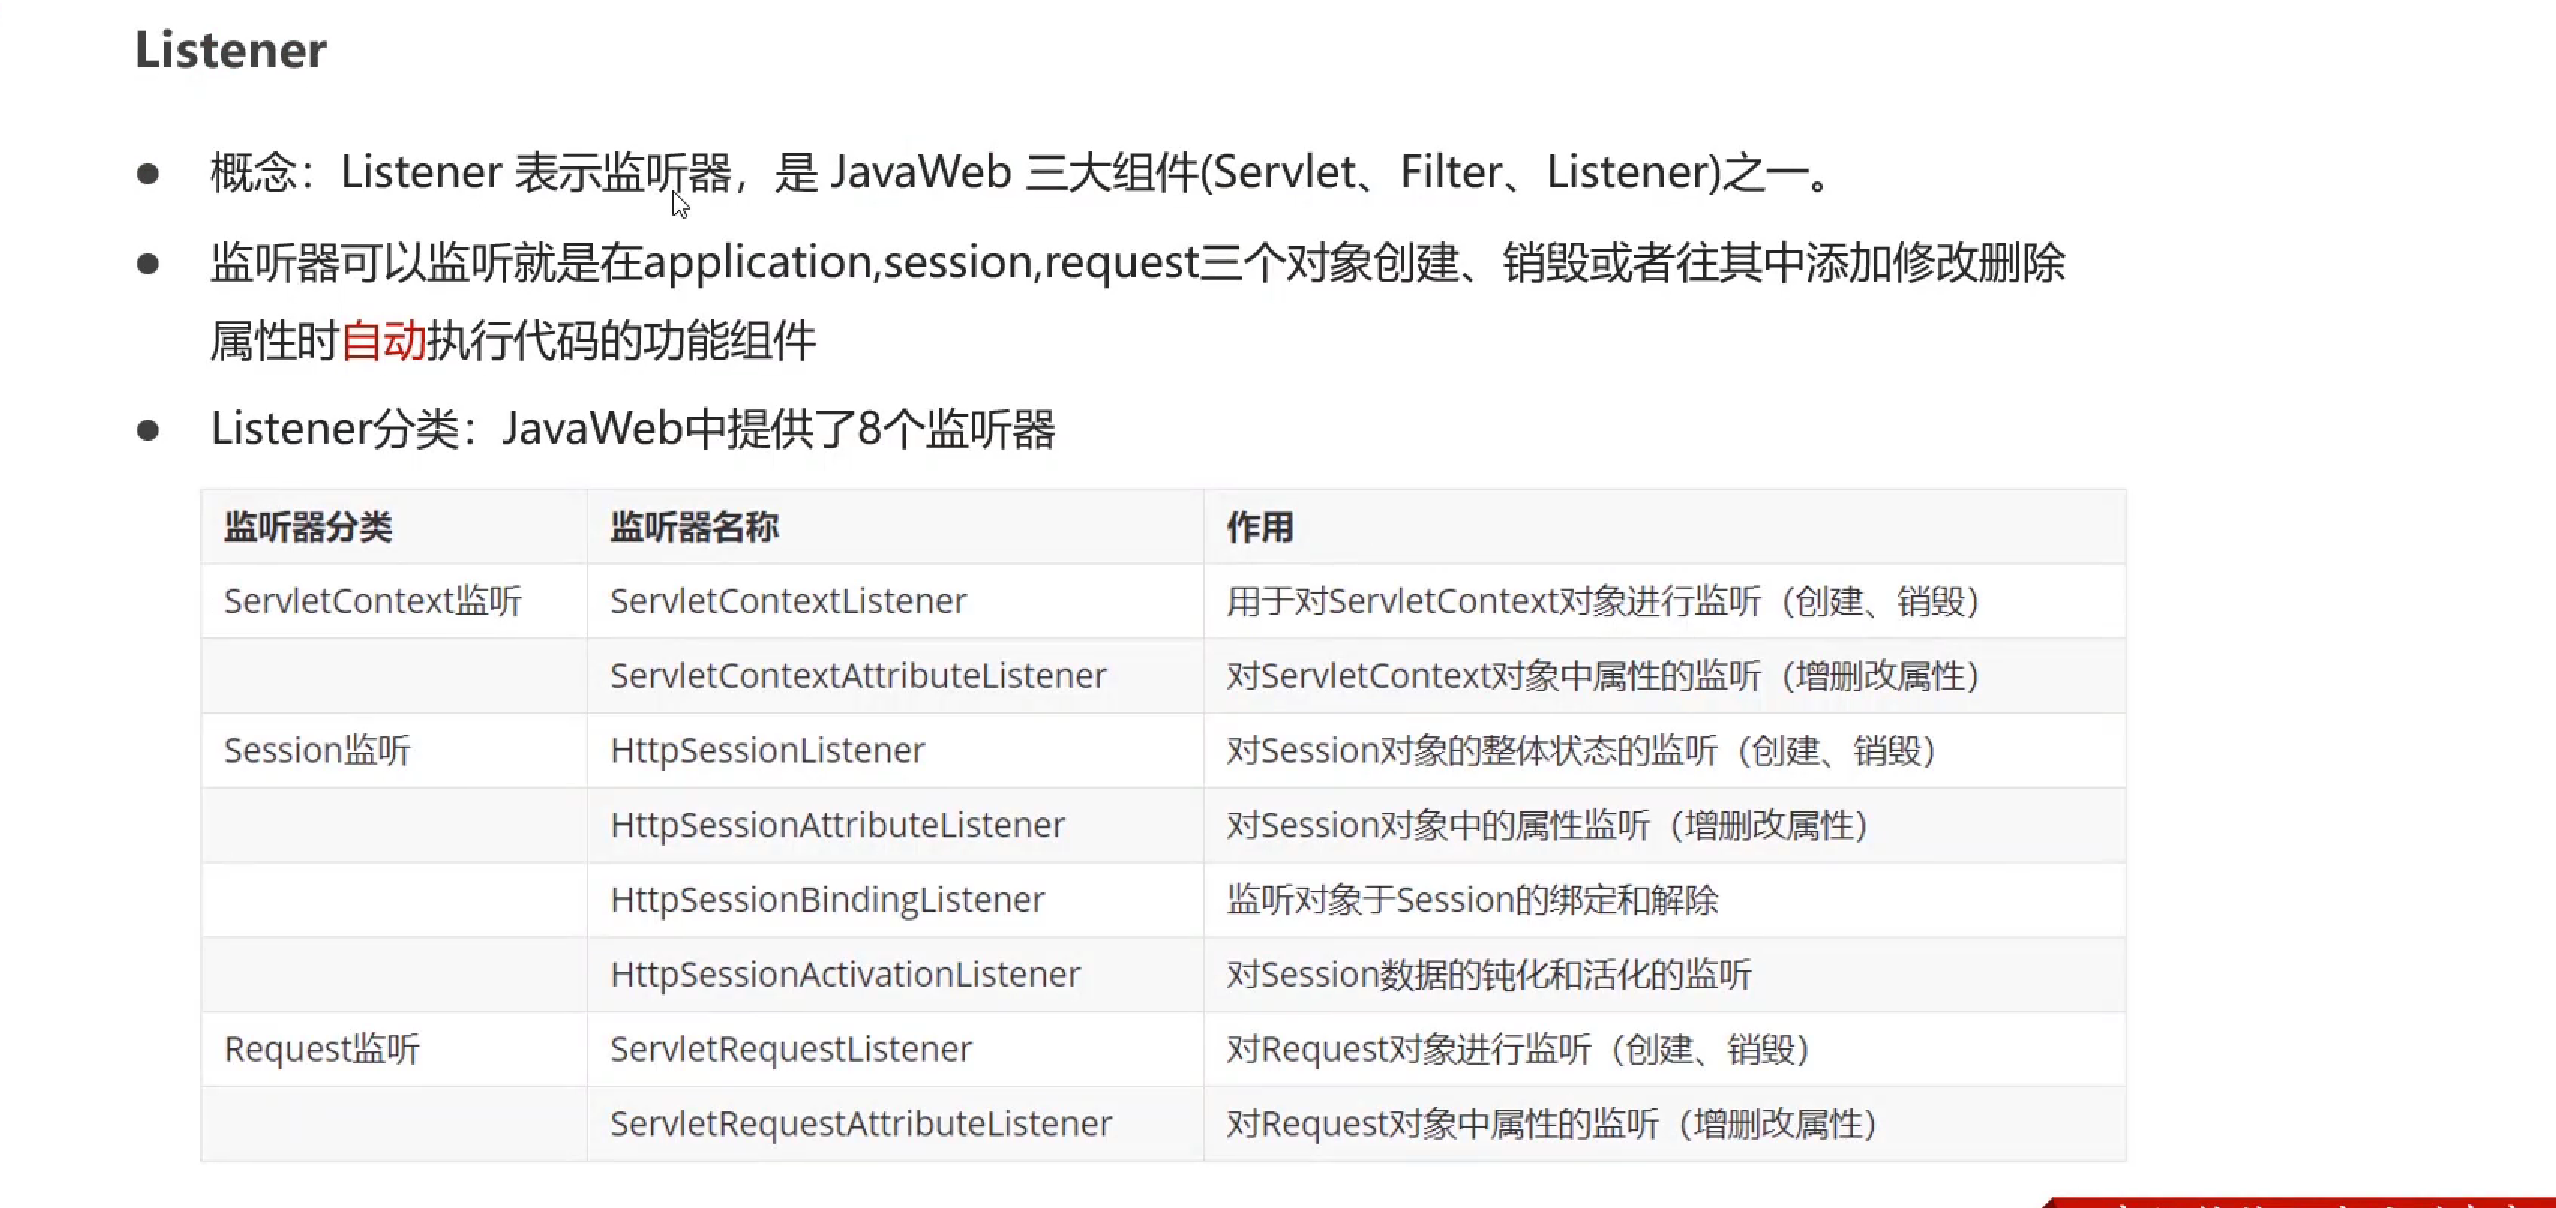 Listener
概念：Listener 表示监听器，是 JavaWeb 三大组件(Servlet、Filter、Listener)之一。
监听器可以监听就是在application,session,request三个对象创建、销毁或者往其中添加修改删除
属性时自动执行代码的功能组件
Listener分类：JavaWeb中提供了8个监听器
监听器分类 监听器名称 作用
ServletContext监听 ServletContextListener 用于对ServletContext对象进行监听（创建、销毁）
ServletContextAttributeListener 对ServletContext对象中属性的监听（增删改属性）
Session监听 HttpSessionListener 对Session对象的整体状态的监听（创建、销毁）
HttpSessionAttributeListener 对Session对象中的属性监听（增删改属性）
HttpSessionBindingListener 监听对象于Session的绑定和解除
HttpSessionActivationListener 对Session数据的钝化和活化的监听
Request监听 ServletRequestListener 对Request对象进行监听（创建、销毁）
ServletRequestAttributeListener 对Request对象中属性的监听（增删改属性）